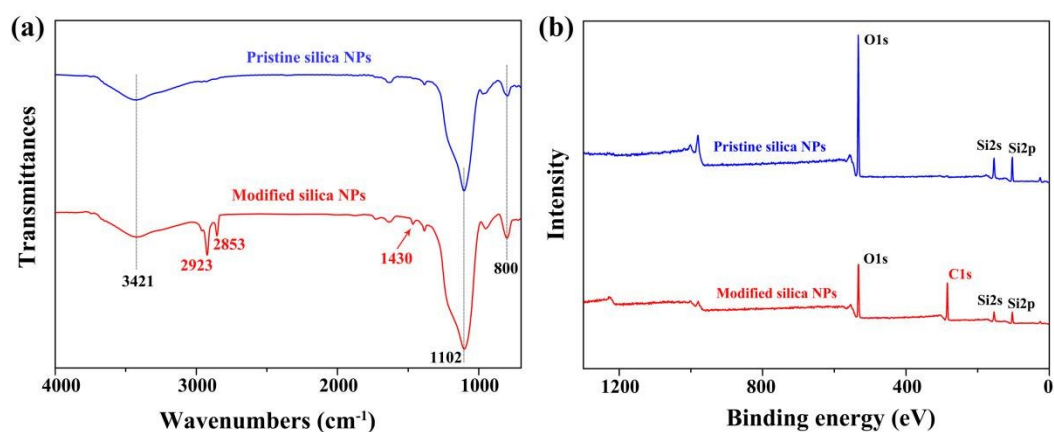 (a)
Pristine silica NPs
Modified silica NPs
3421
2923
2853
1430
1102
800
4000
3000
2000
1000
Wavenumbers (cm⁻¹)
Transmittances
(b)
O1s
Pristine silica NPs
Si2s
Si2p
O1s
C1s
Modified silica NPs
Si2s
Si2p
1200
800
400
0
Binding energy (eV)
Intensity